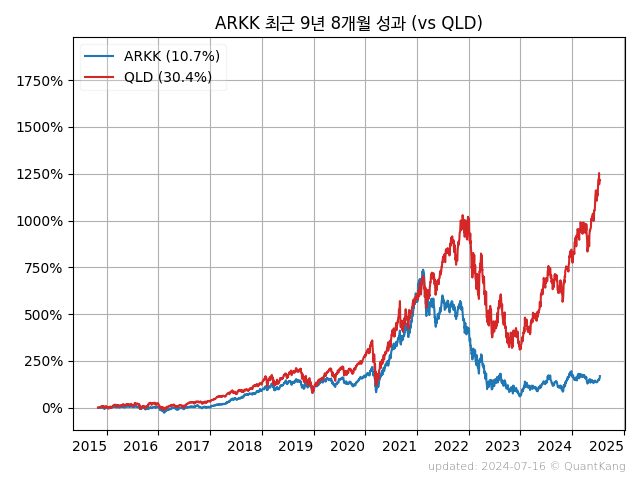 ARKK 최근 9년 8개월 성과 (vs QLD)
ARKK (10.7%)
QLD (30.4%)
1750%
1500%
1250%
1000%
750%
500%
250%
0%
2015 2016 2017 2018 2019 2020 2021 2022 2023 2024 2025
updated: 2024-07-16 © QuantKang